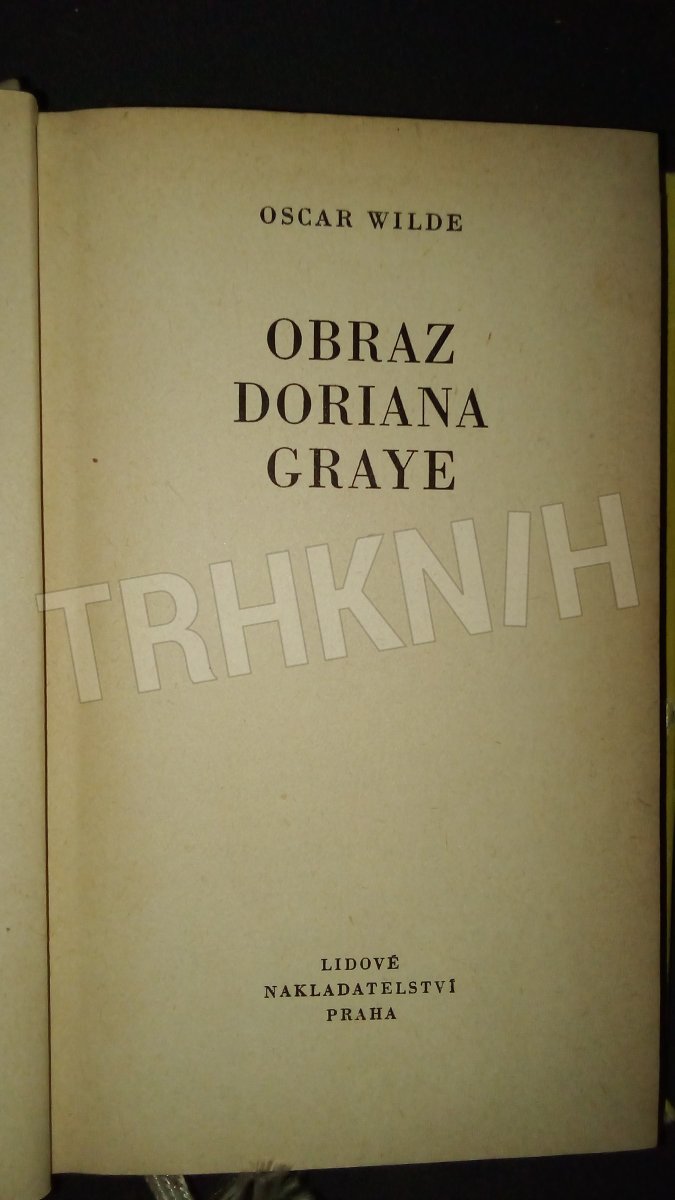 OSCAR WILDE
OBRAZ
DORIANA
GRAYE
TRHKNIH
LIDOVÉ
NAKLADATELSTVÍ
PRAHA